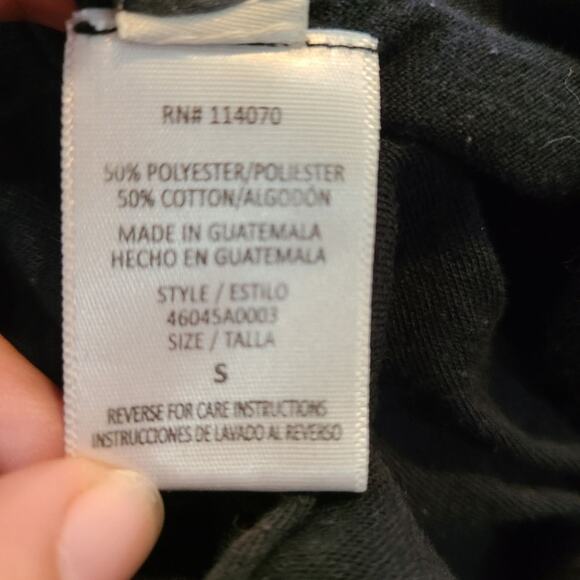 RN# 114070
50% POLYESTER/POLIESTER
50% COTTON/ALGODÓN
MADE IN GUATEMALA
HECHO EN GUATEMALA
STYLE / ESTILO
46045A0003
SIZE / TALLA
S
REVERSE FOR CARE INSTRUCTIONS
INSTRUCCIONES DE LAVADO AL REVERSO